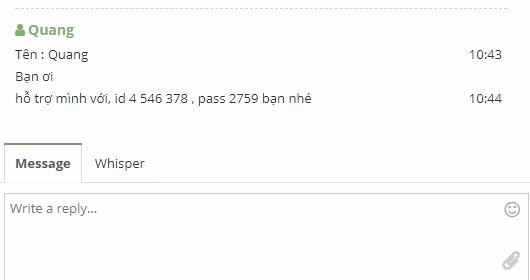 Quang
Tên : Quang 10:43
Bạn ơi
hỗ trợ mình với, id 4 546 378 , pass 2759 bạn nhé 10:44
Message Whisper
Write a reply...